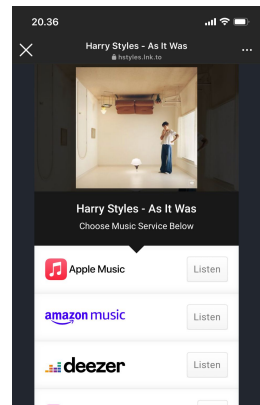 20.36
Harry Styles - As It Was
hstyles.lnk.to
Harry Styles - As It Was
Choose Music Service Below
Apple Music
Listen
amazon music
Listen
deezer
Listen